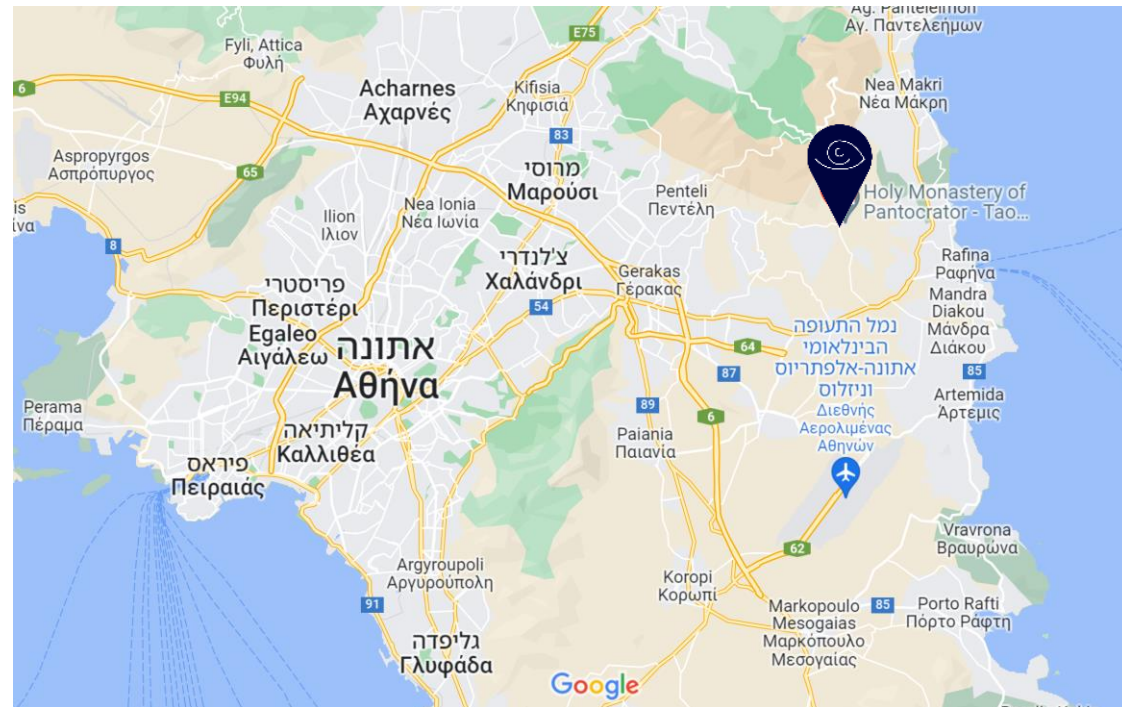 Ag. Panteleimon
Αγ. Παντελεήμων
E75
Fyli, Attica
Φυλή
6
E94
Acharnes
Αχαρνές
Kifisia
Κηφισιά
Nea Makri
Νέα Μάκρη
83
Aspropyrgos
Ασπρόπυργος
65
מרוסי
Μαρούσι
Penteli
Πεντέλη
C
Holy Monastery of
Pantocrator - Tao...
Nea Ionia
Νέα Ιωνία
Ilion
Ίλιον
8
צ'לנדרי
Χαλάνδρι
54
Gerakas
Γέρακας
Rafina
Ραφήνα
Mandra
Diakou
Μάνδρα
Διάκου
פריסטרי
Περιστέρι
Egaleo
Αιγάλεω
אתונה
Αθήνα
64
נמל התעופה
הבינלאומי
אתונה-אלפתריוס
וניזלוס
Διεθνής
Αερολιμένας
Αθηνών
87
85
89
6
Artemida
Άρτεμις
Perama
Πέραμα
קליתיאה
Καλλιθέα
Paiania
Παιανία
פיראס
Πειραιάς
Vravrona
Βραυρώνα
62
Argyroupoli
Αργυρούπολη
91
Koropi
Κορωπί
Markopoulo
Mesogaias
Μαρκόπουλο
Μεσογαίας
85
Porto Rafti
Πόρτο Ράφτη
גליפדה
Γλυφάδα
Google